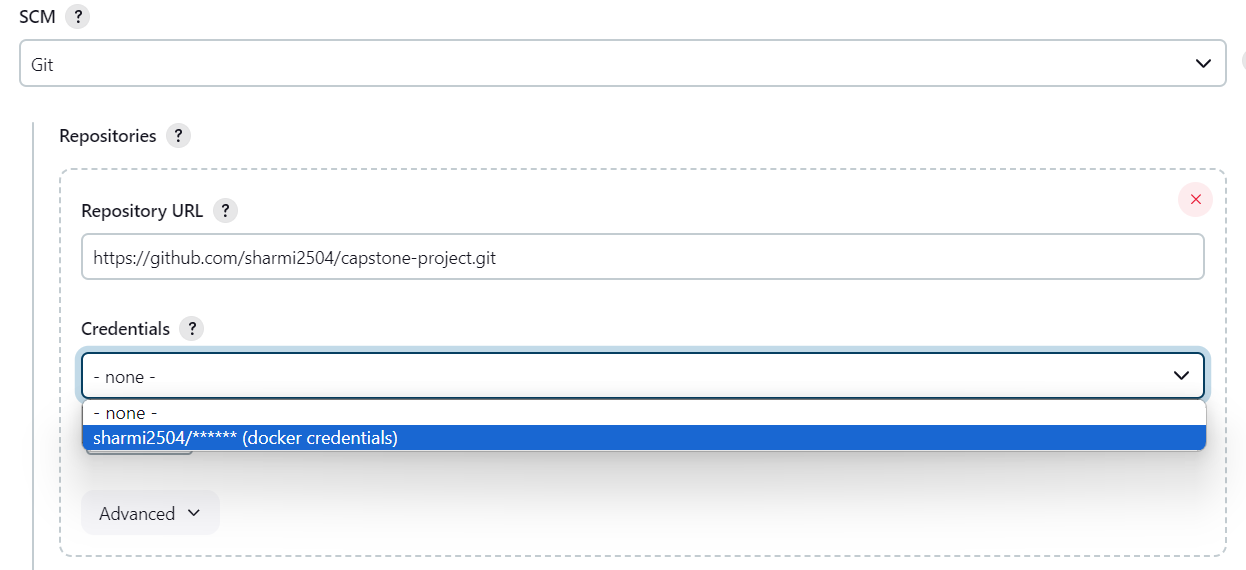 SCM ?
Git
Repositories ?
Repository URL ?
https://github.com/sharmi2504/capstone-project.git
Credentials ?
- none -
- none -
sharmi2504/****** (docker credentials)
Advanced